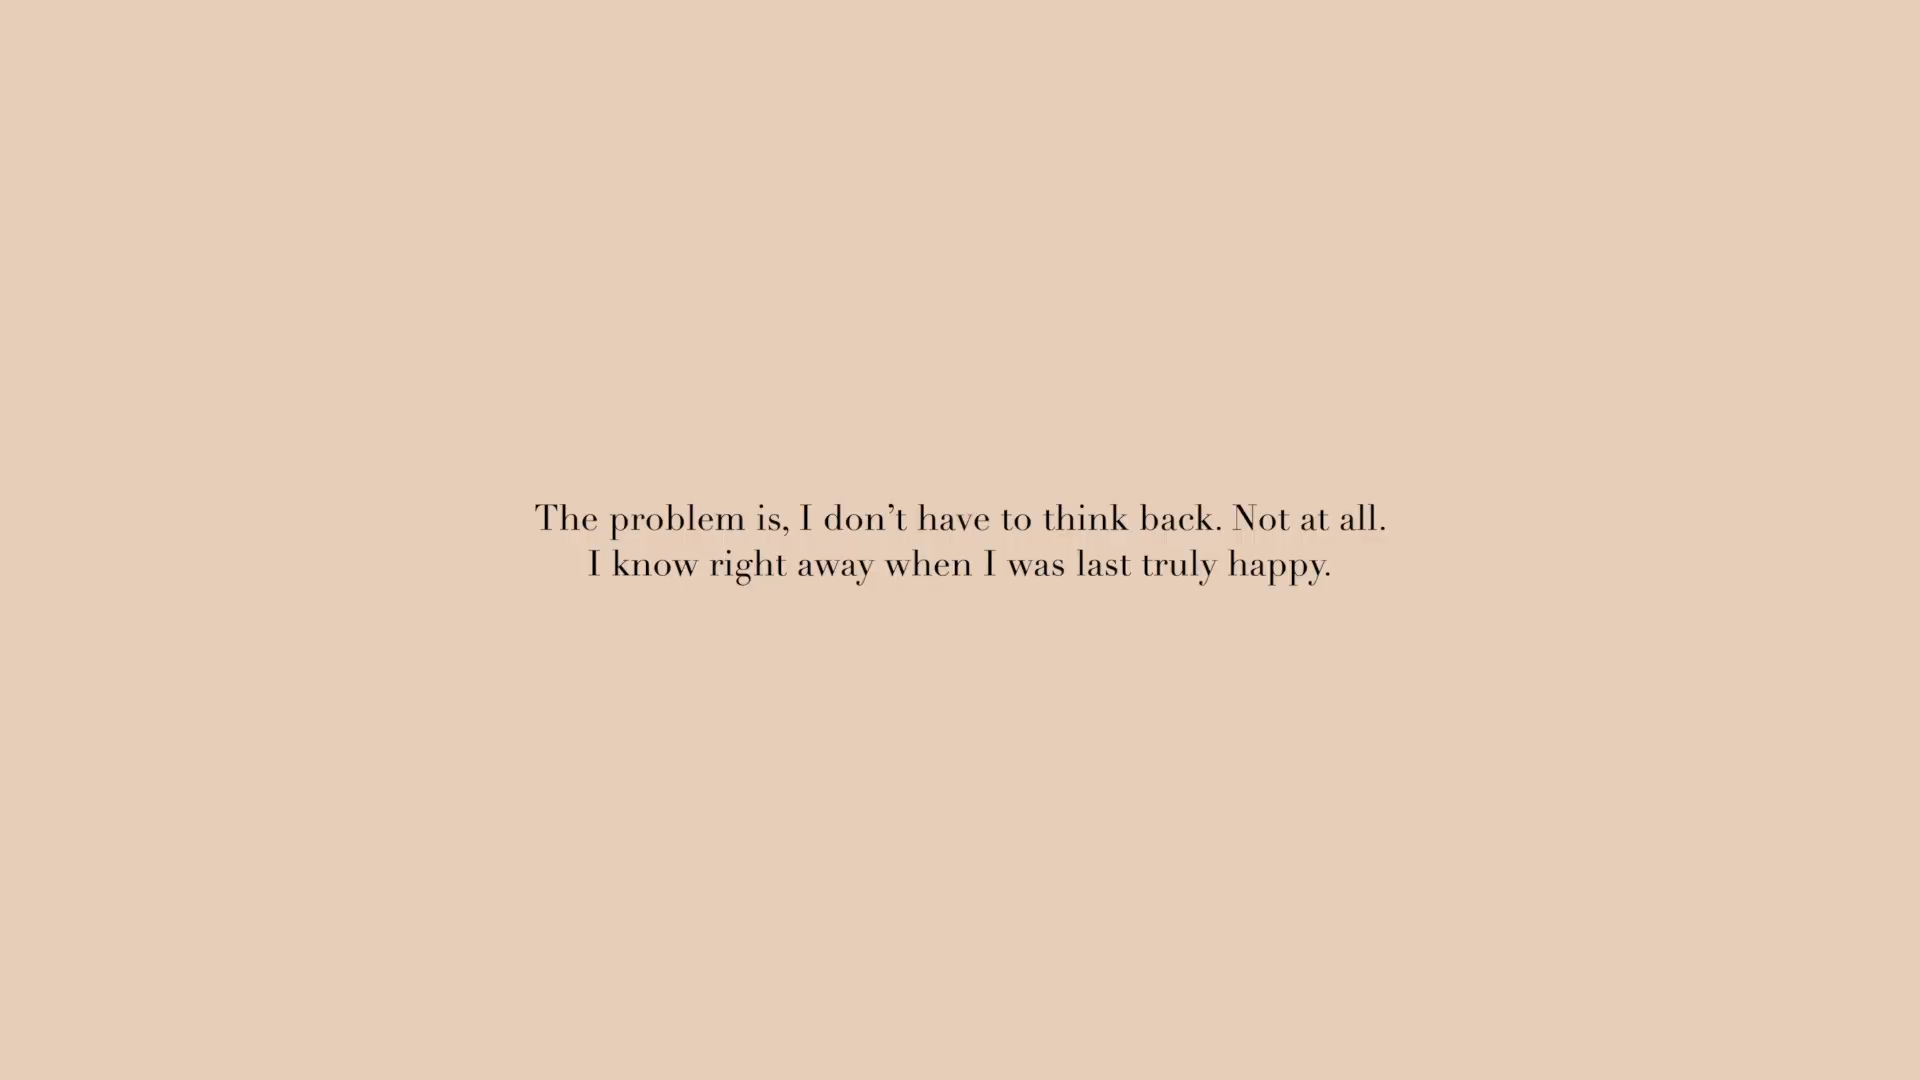 The problem is, I don’t have to think back. Not at all.
I know right away when I was last truly happy.